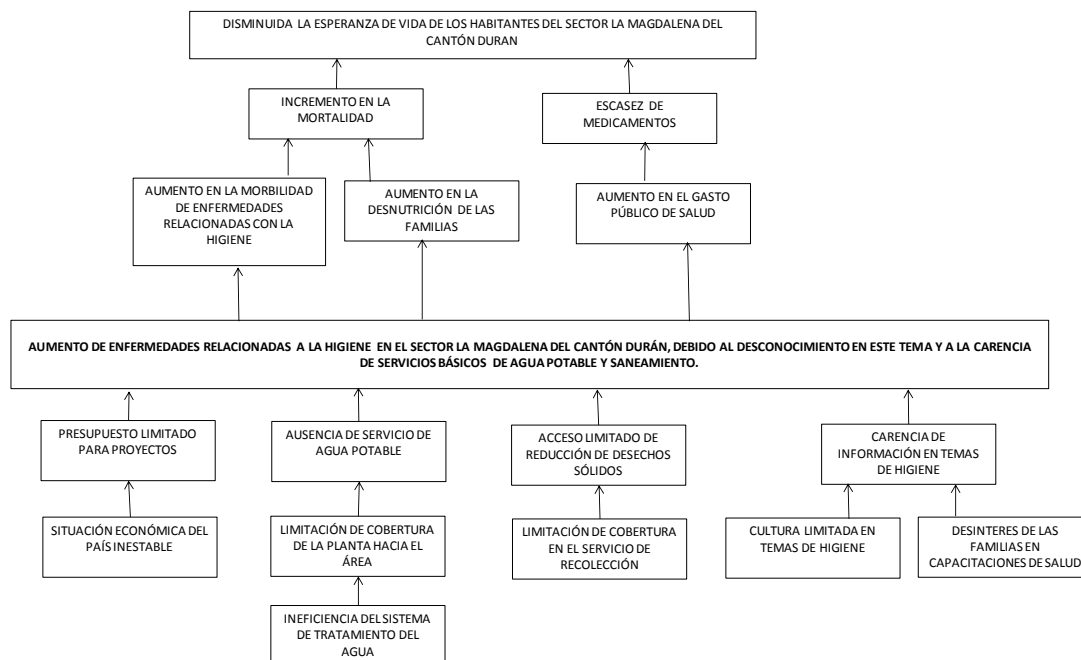 DISMINUIDA LA ESPERANZA DE VIDA DE LOS HABITANTES DEL SECTOR LA MAGDALENA DEL
CANTÓN DURAN
INCREMENTO EN LA
MORTALIDAD
ESCASEZ DE
MEDICAMENTOS
AUMENTO EN LA MORBILIDAD
DE ENFERMEDADES
RELACIONADAS CON LA
HIGIENE
AUMENTO EN LA
DESNUTRICIÓN DE LAS
FAMILIAS
AUMENTO EN EL GASTO
PÚBLICO DE SALUD
AUMENTO DE ENFERMEDADES RELACIONADAS A LA HIGIENE EN EL SECTOR LA MAGDALENA DEL CANTÓN DURÁN, DEBIDO AL DESCONOCIMIENTO EN ESTE TEMA Y A LA CARENCIA
DE SERVICIOS BÁSICOS DE AGUA POTABLE Y SANEAMIENTO.
PRESUPUESTO LIMITADO
PARA PROYECTOS
AUSENCIA DE SERVICIO DE
AGUA POTABLE
ACCESO LIMITADO DE
REDUCCIÓN DE DESECHOS
SÓLIDOS
CARENCIA DE
INFORMACIÓN EN TEMAS
DE HIGIENE
SITUACIÓN ECONÓMICA DEL
PAÍS INESTABLE
LIMITACIÓN DE COBERTURA
DE LA PLANTA HACIA EL
ÁREA
LIMITACIÓN DE COBERTURA
EN EL SERVICIO DE
RECOLECCIÓN
CULTURA LIMITADA EN
TEMAS DE HIGIENE
DESINTERES DE LAS
FAMILIAS EN
CAPACITACIONES DE SALUD
INEFICIENCIA DEL SISTEMA
DE TRATAMIENTO DEL
AGUA